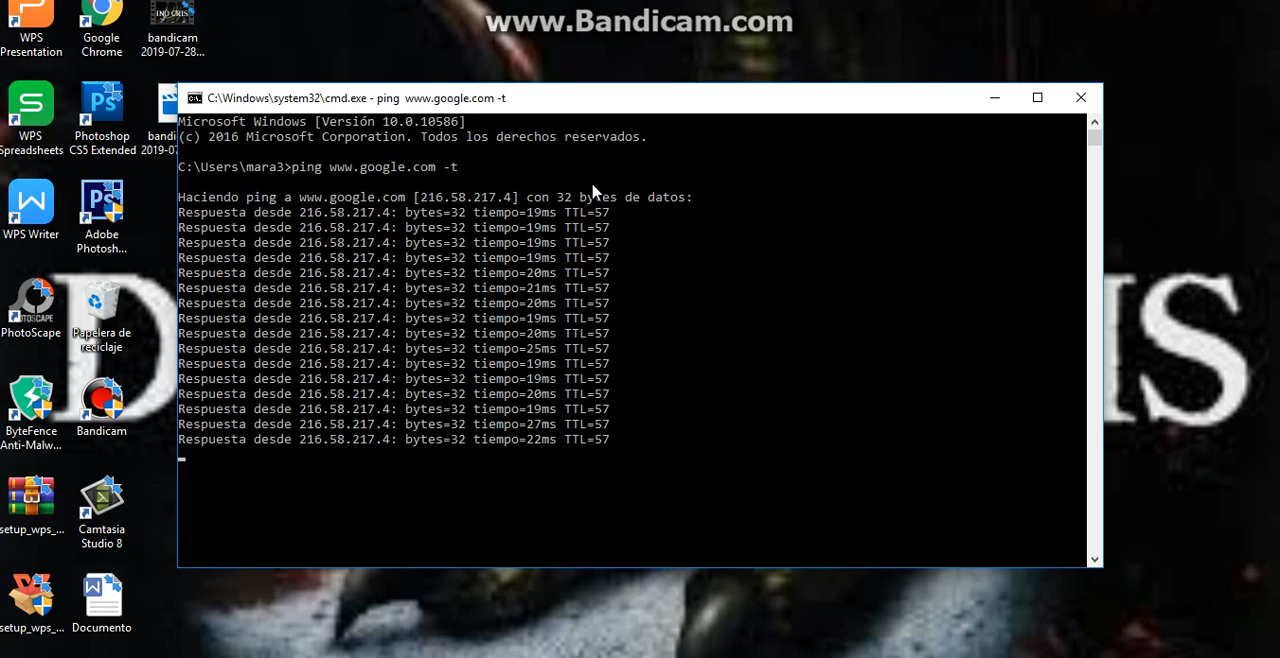 www.Bandicam.com
WPS
Presentation
Google
Chrome
bandicam
2019-07-28...
WPS
Spreadsheets
Photoshop
CS5 Extended
WPS Writer
Adobe
Photosh...
PhotoScape
Papelera de
reciclaje
ByteFence
Anti-Malw...
Bandicam
setup_wps_...
Camtasia
Studio 8
setup_wps_...
Documento
C:\Windows\system32\cmd.exe - ping  www.google.com -t
Microsoft Windows [Versión 10.0.10586]
(c) 2016 Microsoft Corporation. Todos los derechos reservados.
C:\Users\mara3>ping www.google.com -t
Haciendo ping a www.google.com [216.58.217.4] con 32 bytes de datos:
Respuesta desde 216.58.217.4: bytes=32 tiempo=19ms TTL=57
Respuesta desde 216.58.217.4: bytes=32 tiempo=19ms TTL=57
Respuesta desde 216.58.217.4: bytes=32 tiempo=19ms TTL=57
Respuesta desde 216.58.217.4: bytes=32 tiempo=19ms TTL=57
Respuesta desde 216.58.217.4: bytes=32 tiempo=20ms TTL=57
Respuesta desde 216.58.217.4: bytes=32 tiempo=21ms TTL=57
Respuesta desde 216.58.217.4: bytes=32 tiempo=20ms TTL=57
Respuesta desde 216.58.217.4: bytes=32 tiempo=19ms TTL=57
Respuesta desde 216.58.217.4: bytes=32 tiempo=20ms TTL=57
Respuesta desde 216.58.217.4: bytes=32 tiempo=25ms TTL=57
Respuesta desde 216.58.217.4: bytes=32 tiempo=19ms TTL=57
Respuesta desde 216.58.217.4: bytes=32 tiempo=19ms TTL=57
Respuesta desde 216.58.217.4: bytes=32 tiempo=20ms TTL=57
Respuesta desde 216.58.217.4: bytes=32 tiempo=19ms TTL=57
Respuesta desde 216.58.217.4: bytes=32 tiempo=27ms TTL=57
Respuesta desde 216.58.217.4: bytes=32 tiempo=22ms TTL=57